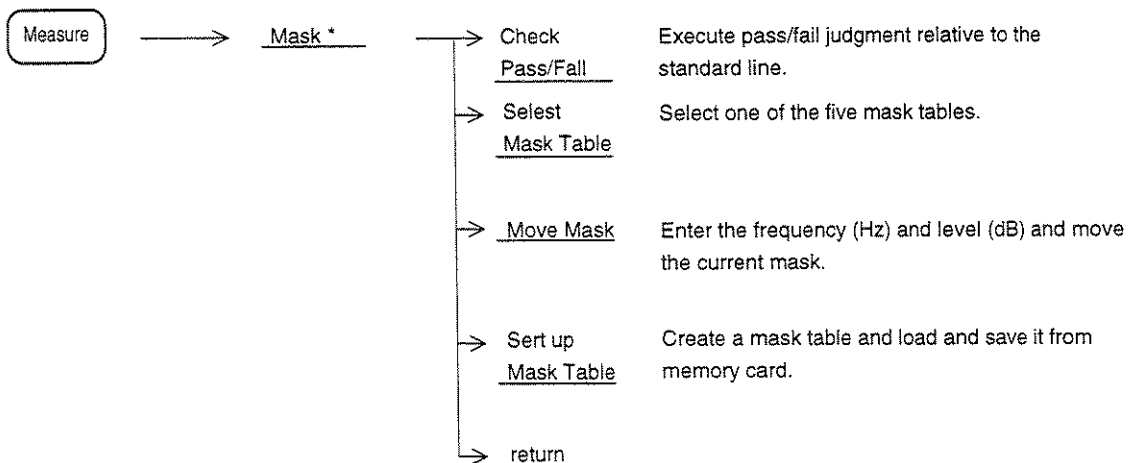 Measure
Mask *
Check
Pass/Fall
Execute pass/fail judgment relative to the
standard line.
Selest
Mask Table
Select one of the five mask tables.
Move Mask
Enter the frequency (Hz) and level (dB) and move
the current mask.
Sert up
Mask Table
Create a mask table and load and save it from
memory card.
return